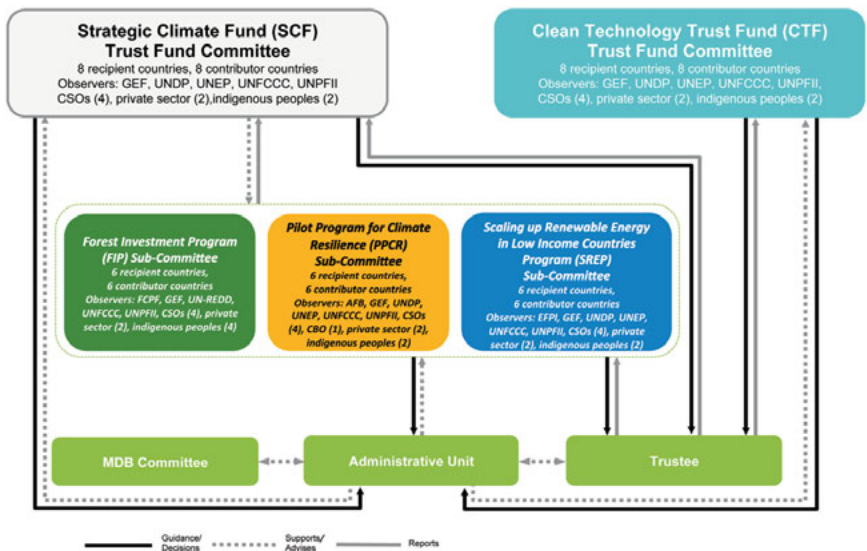 Strategic Climate Fund (SCF)
Trust Fund Committee
8 recipient countries, 8 contributor countries
Observers: GEF, UNDP, UNEP, UNFCCC, UNPFII
CSOs (4), private sector (2),indigenous peoples (2)
Clean Technology Trust Fund (CTF)
Trust Fund Committee
8 recipient countries, 8 contributor countries
Observers: GEF, UNDP, UNEP, UNFCCC, UNPFII,
CSOs (4), private sector (2), indigenous peoples (2)
Forest Investment Program
(FIP) Sub-Committee
6 recipient countries,
6 contributor countries
Observers: FCPF, GEF, UN-REDD,
UNFCCC, UNPFII, CSOs (4), private
sector (2), indigenous peoples (4)
Pilot Program for Climate
Resilience (PPCR)
Sub-Committee
6 recipient countries,
6 contributor countries
Observers: AFB, GEF, UNDP,
UNEP, UNFCCC, UNPFII, CSOs
(4), CBO (1), private sector (2),
indigenous peoples (2)
Scaling up Renewable Energy
in Low Income Countries
Program (SREP)
Sub-Committee
6 recipient countries,
6 contributor countries
Observers: EFPI, GEF, UNDP, UNEP,
UNFCCC, UNPFII, CSOs (4), private
sector (2), indigenous peoples (2)
MDB Committee
Administrative Unit
Trustee
Guidance/
Decisions
Supports/
Advises
Reports